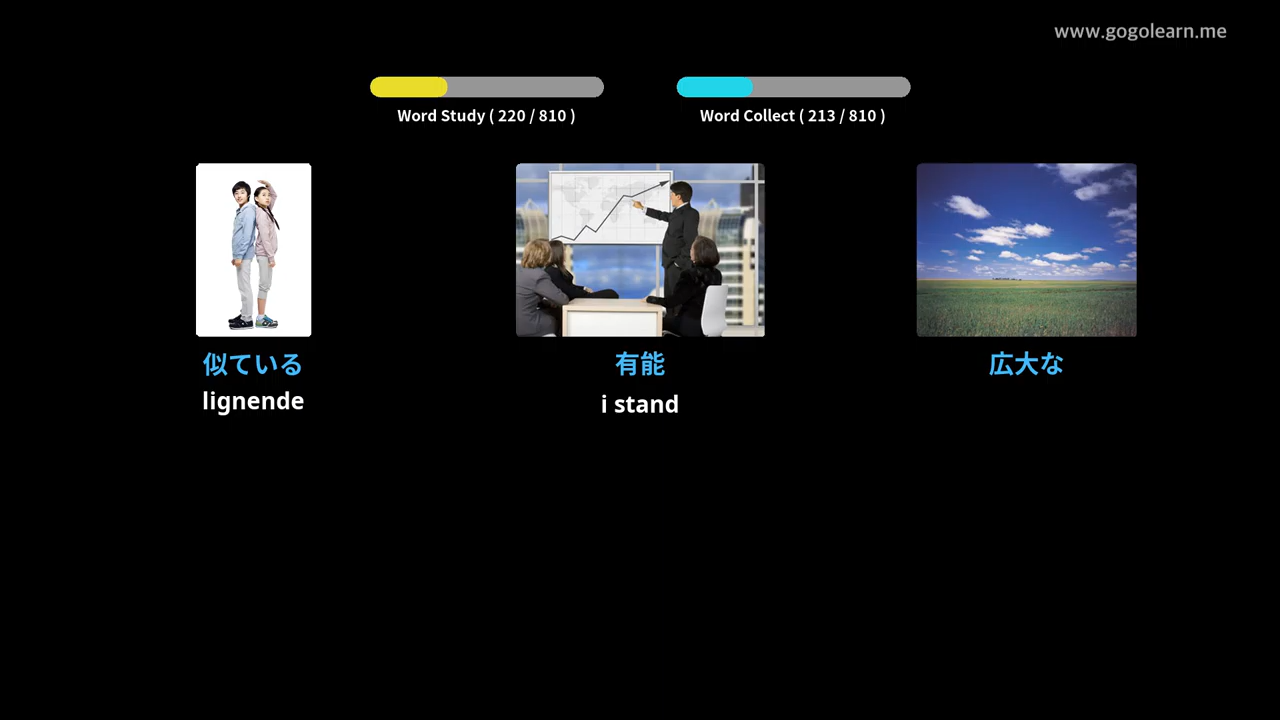 www.gogolearn.me
Word Study ( 220 / 810 )
Word Collect ( 213 / 810 )
似ている
lignende
有能
i stand
広大な